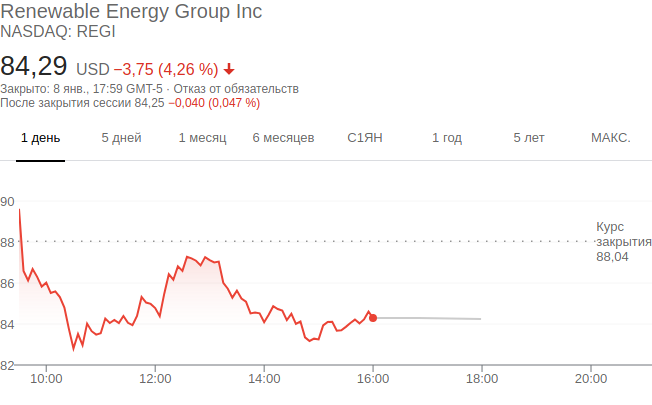 Renewable Energy Group Inc
NASDAQ: REGI
84,29 USD −3,75 (4,26 %)
Закрыто: 8 янв., 17:59 GMT-5 · Отказ от обязательств
После закрытия сессии 84,25 −0,040 (0,047 %)
1 день 5 дней 1 месяц 6 месяцев С1ЯН 1 год 5 лет МАКС.
90
88
86
84
82
Курс
закрытия
88,04
10:00 12:00 14:00 16:00 18:00 20:00